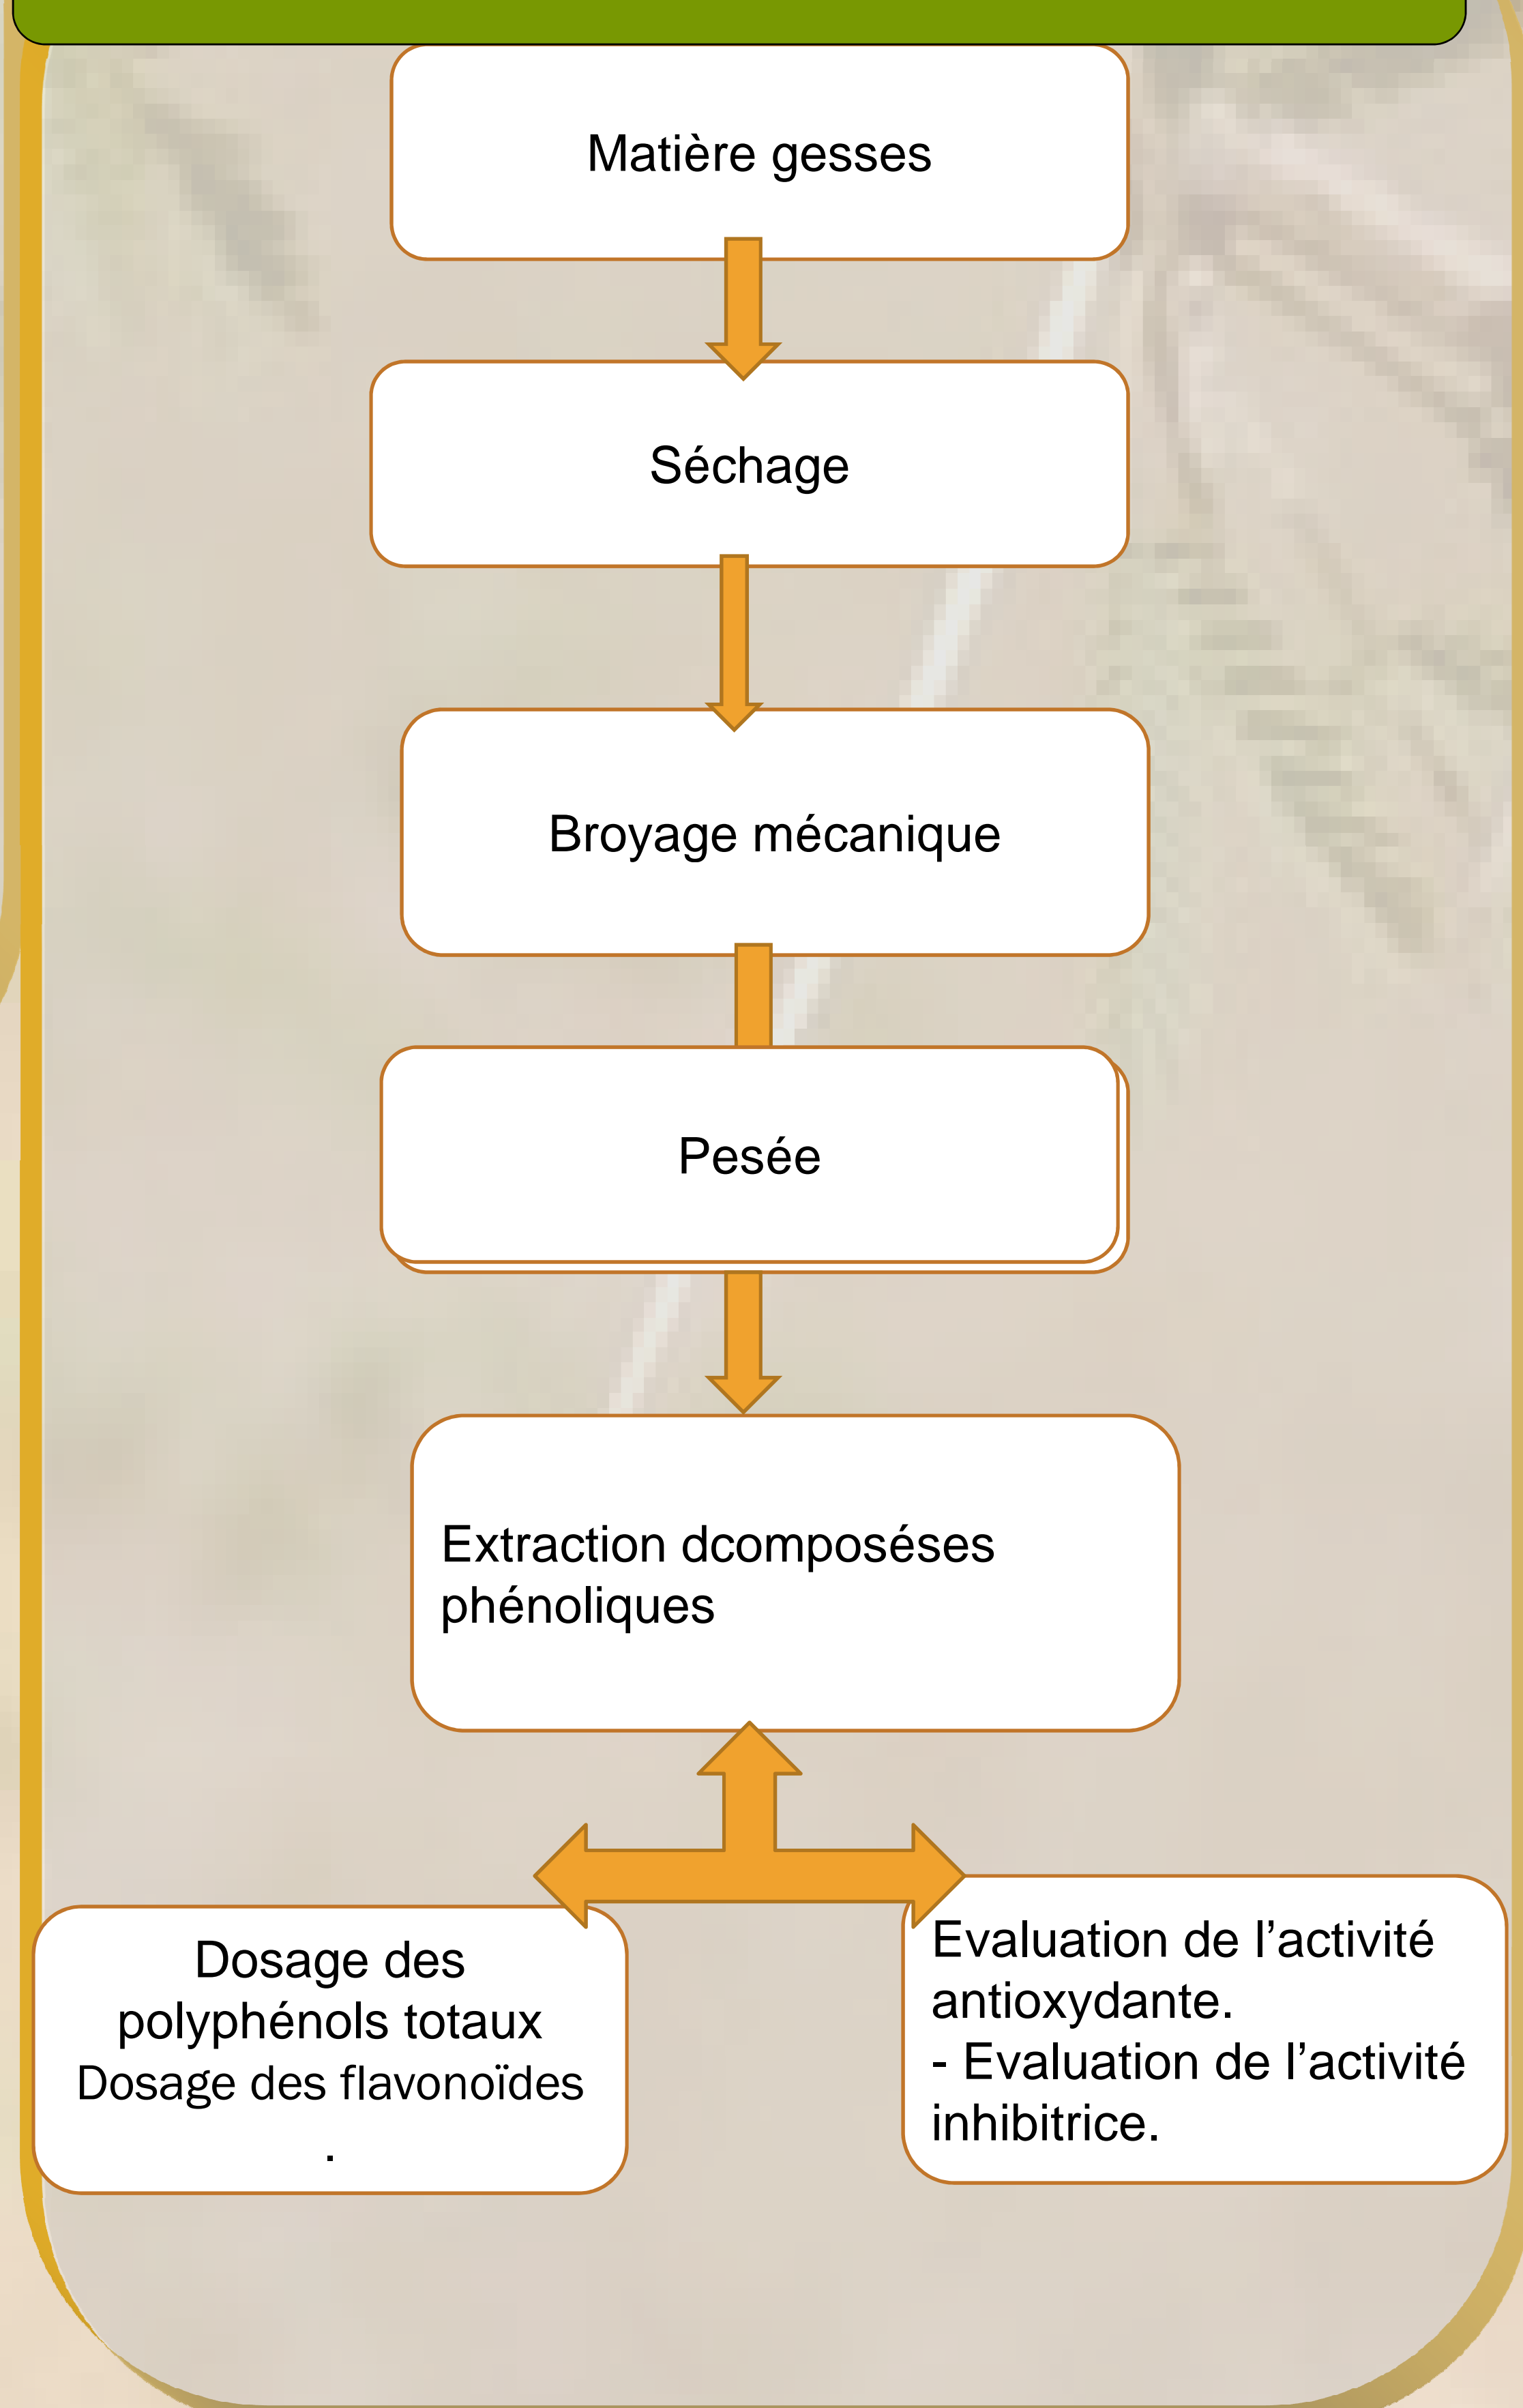 Matière gesses
Séchage
Broyage mécanique
Pesée
Extraction dcomposéses
phénoliques
Dosage des
polyphénols totaux
Dosage des flavonoïdes
.
Evaluation de l’activité
antioxydante.
- Evaluation de l’activité
inhibitrice.